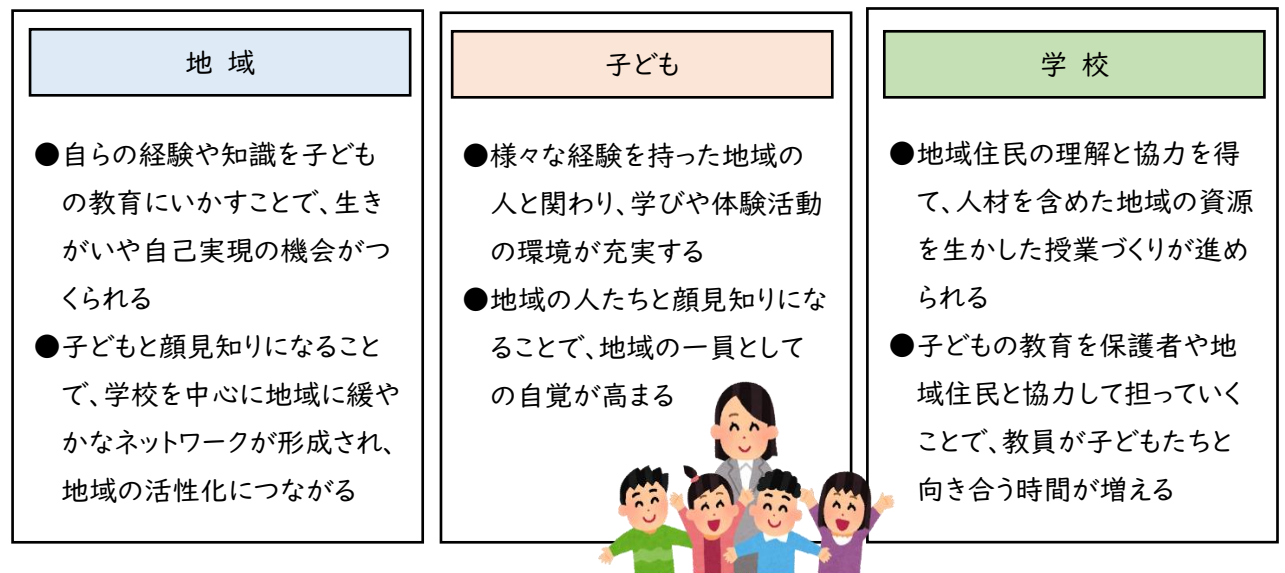 地 域
●自らの経験や知識を子ども
の教育にいかすことで、生き
がいや自己実現の機会がつ
くられる
●子どもと顔見知りになること
で、学校を中心に地域に緩や
かなネットワークが形成され、
地域の活性化につながる
子ども
●様々な経験を持った地域の
人と関わり、学びや体験活動
の環境が充実する
●地域の人たちと顔見知りにな
ることで、地域の一員として
の自覚が高まる
学 校
●地域住民の理解と協力を得
て、人材を含めた地域の資源
を生かした授業づくりが進め
られる
●子どもの教育を保護者や地
域住民と協力して担っていく
ことで、教員が子どもたちと
向き合う時間が増える